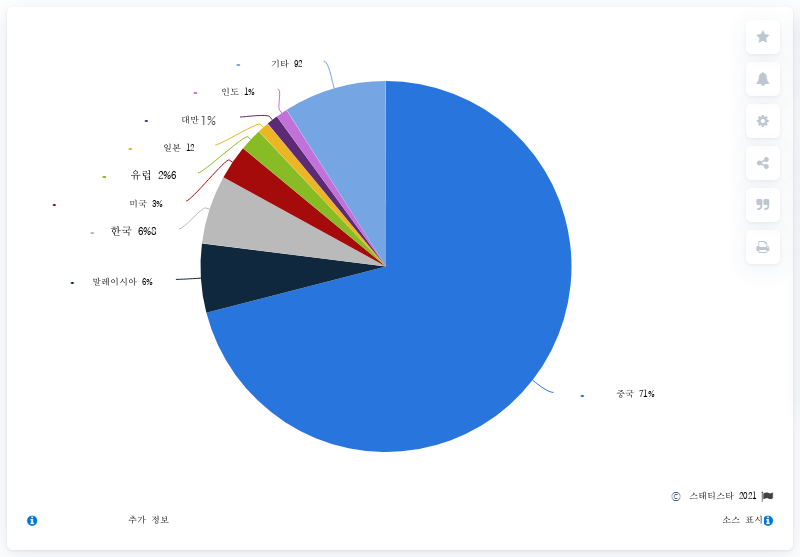 기타 92
인도 1%
대만 1%
일본 12
유럽 2%6
미국 3%
한국 6%8
말레이시아 6%
중국 71%
© 스태티스타 2021
추가 정보
소스 표시